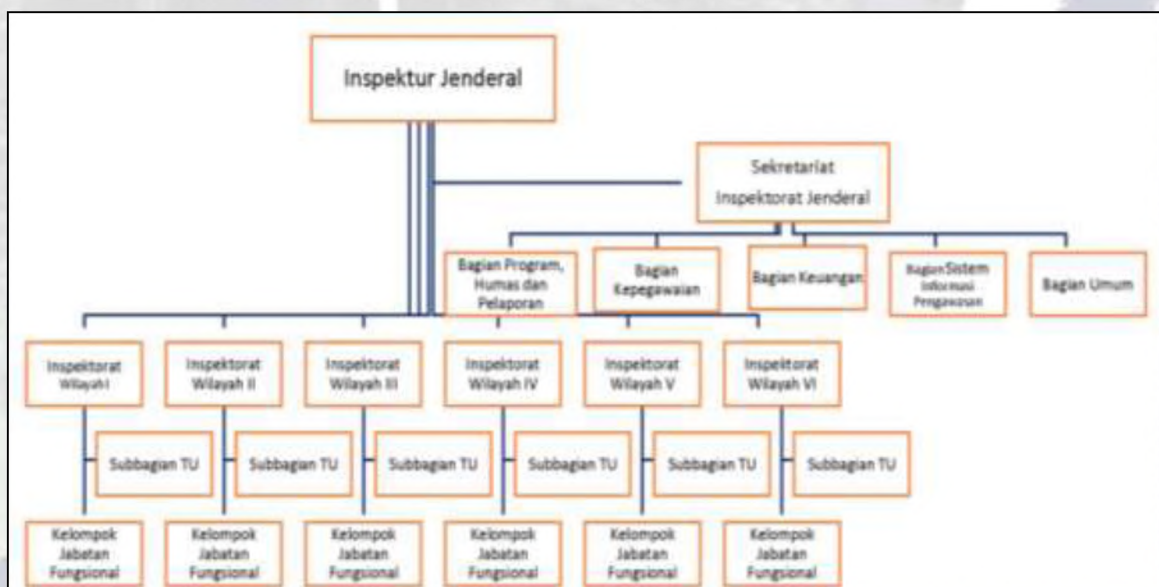 Inspektur Jenderal
Sekretariat
Inspektorat Jenderal
Bagian Program,
Humas dan
Pelaporan
Bagian
Kepegawaian
Bagian Keuangan
Bagian Sistem
Informasi
Pengawasan
Bagian Umum
Inspektorat
Wilayah I
Inspektorat
Wilayah II
Inspektorat
Wilayah III
Inspektorat
Wilayah IV
Inspektorat
Wilayah V
Inspektorat
Wilayah VI
Subbagian TU
Subbagian TU
Subbagian TU
Subbagian TU
Subbagian TU
Subbagian TU
Kelompok
Jabatan
Fungsional
Kelompok
Jabatan
Fungsional
Kelompok
Jabatan
Fungsional
Kelompok
Jabatan
Fungsional
Kelompok
Jabatan
Fungsional
Kelompok
Jabatan
Fungsional